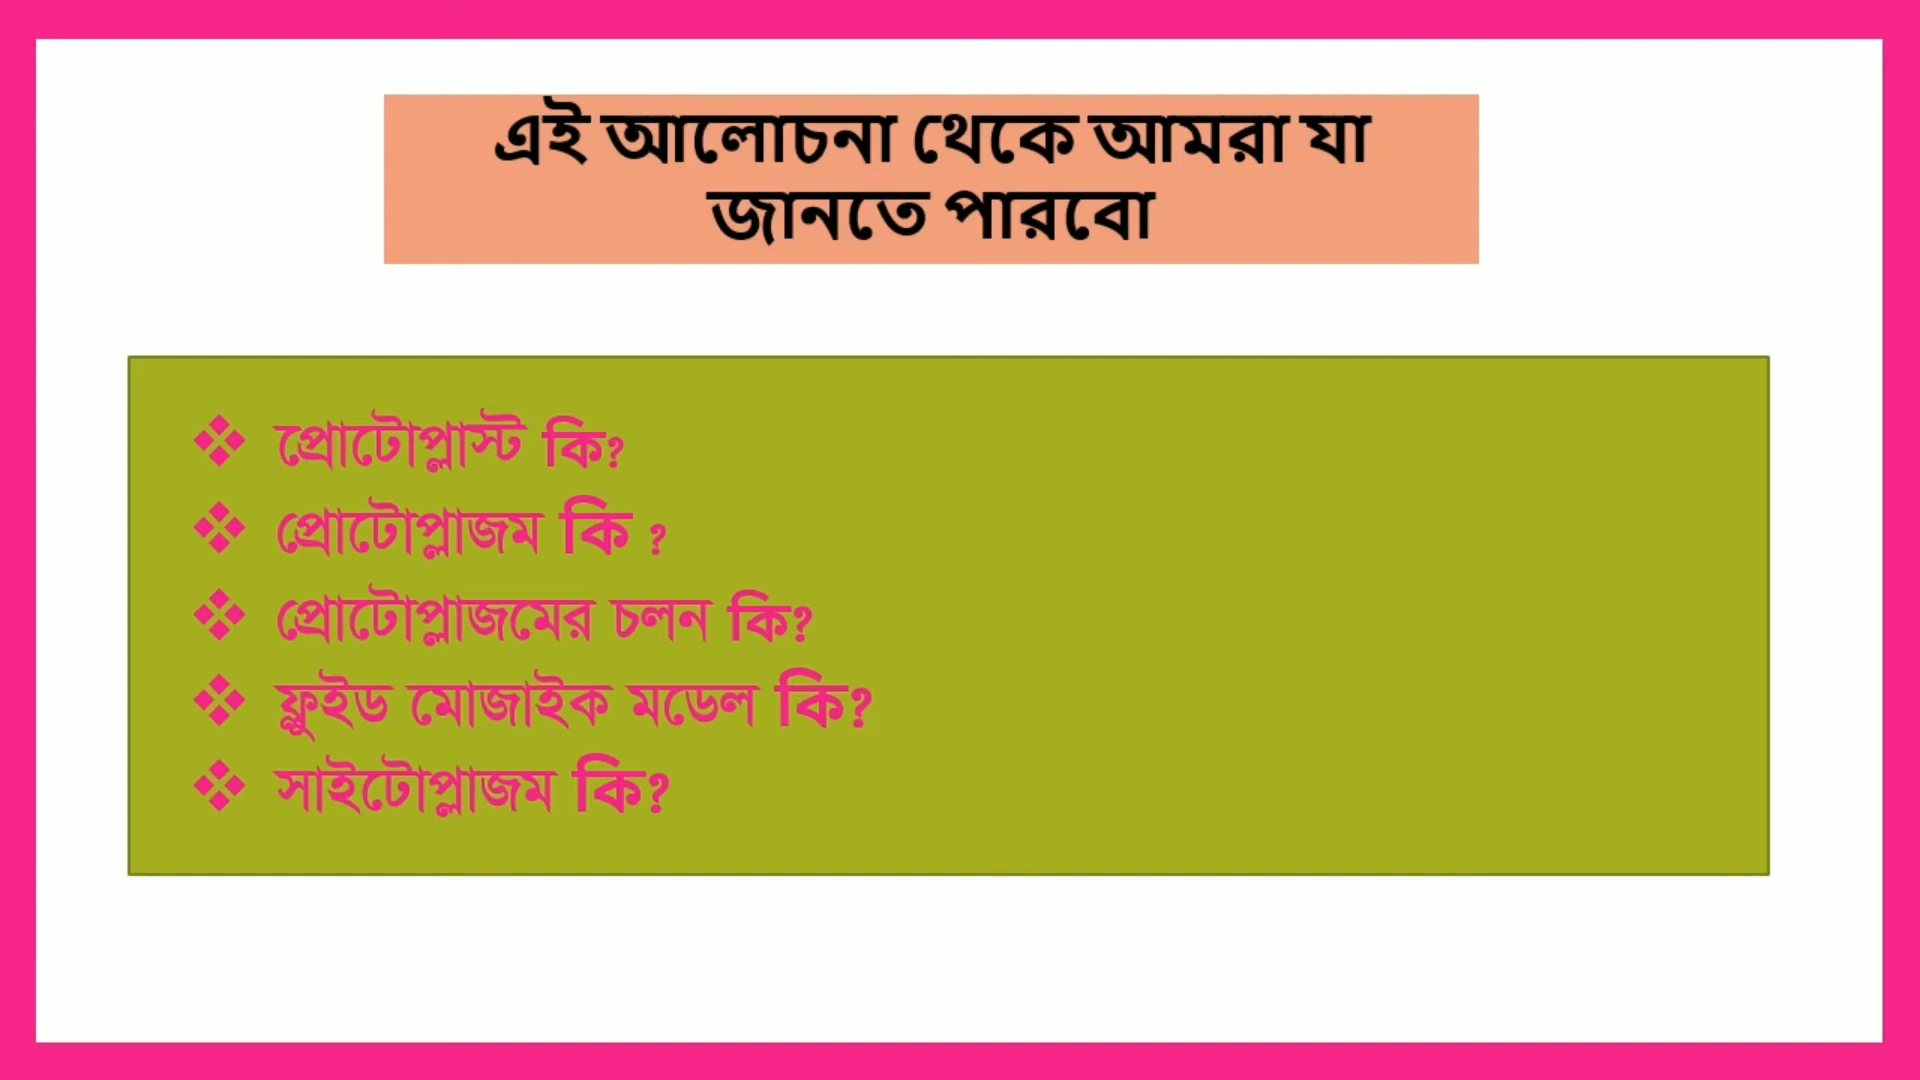 এই আলোচনা থেকে আমরা যা
জানতে পারবো
❖ প্রোটোপ্লাস্ট কি?
❖ প্রোটোপ্লাজম কি ?
❖ প্রোটোপ্লাজমের চলন কি?
❖ ফ্লুইড মোজাইক মডেল কি?
❖ সাইটোপ্লাজম কি?